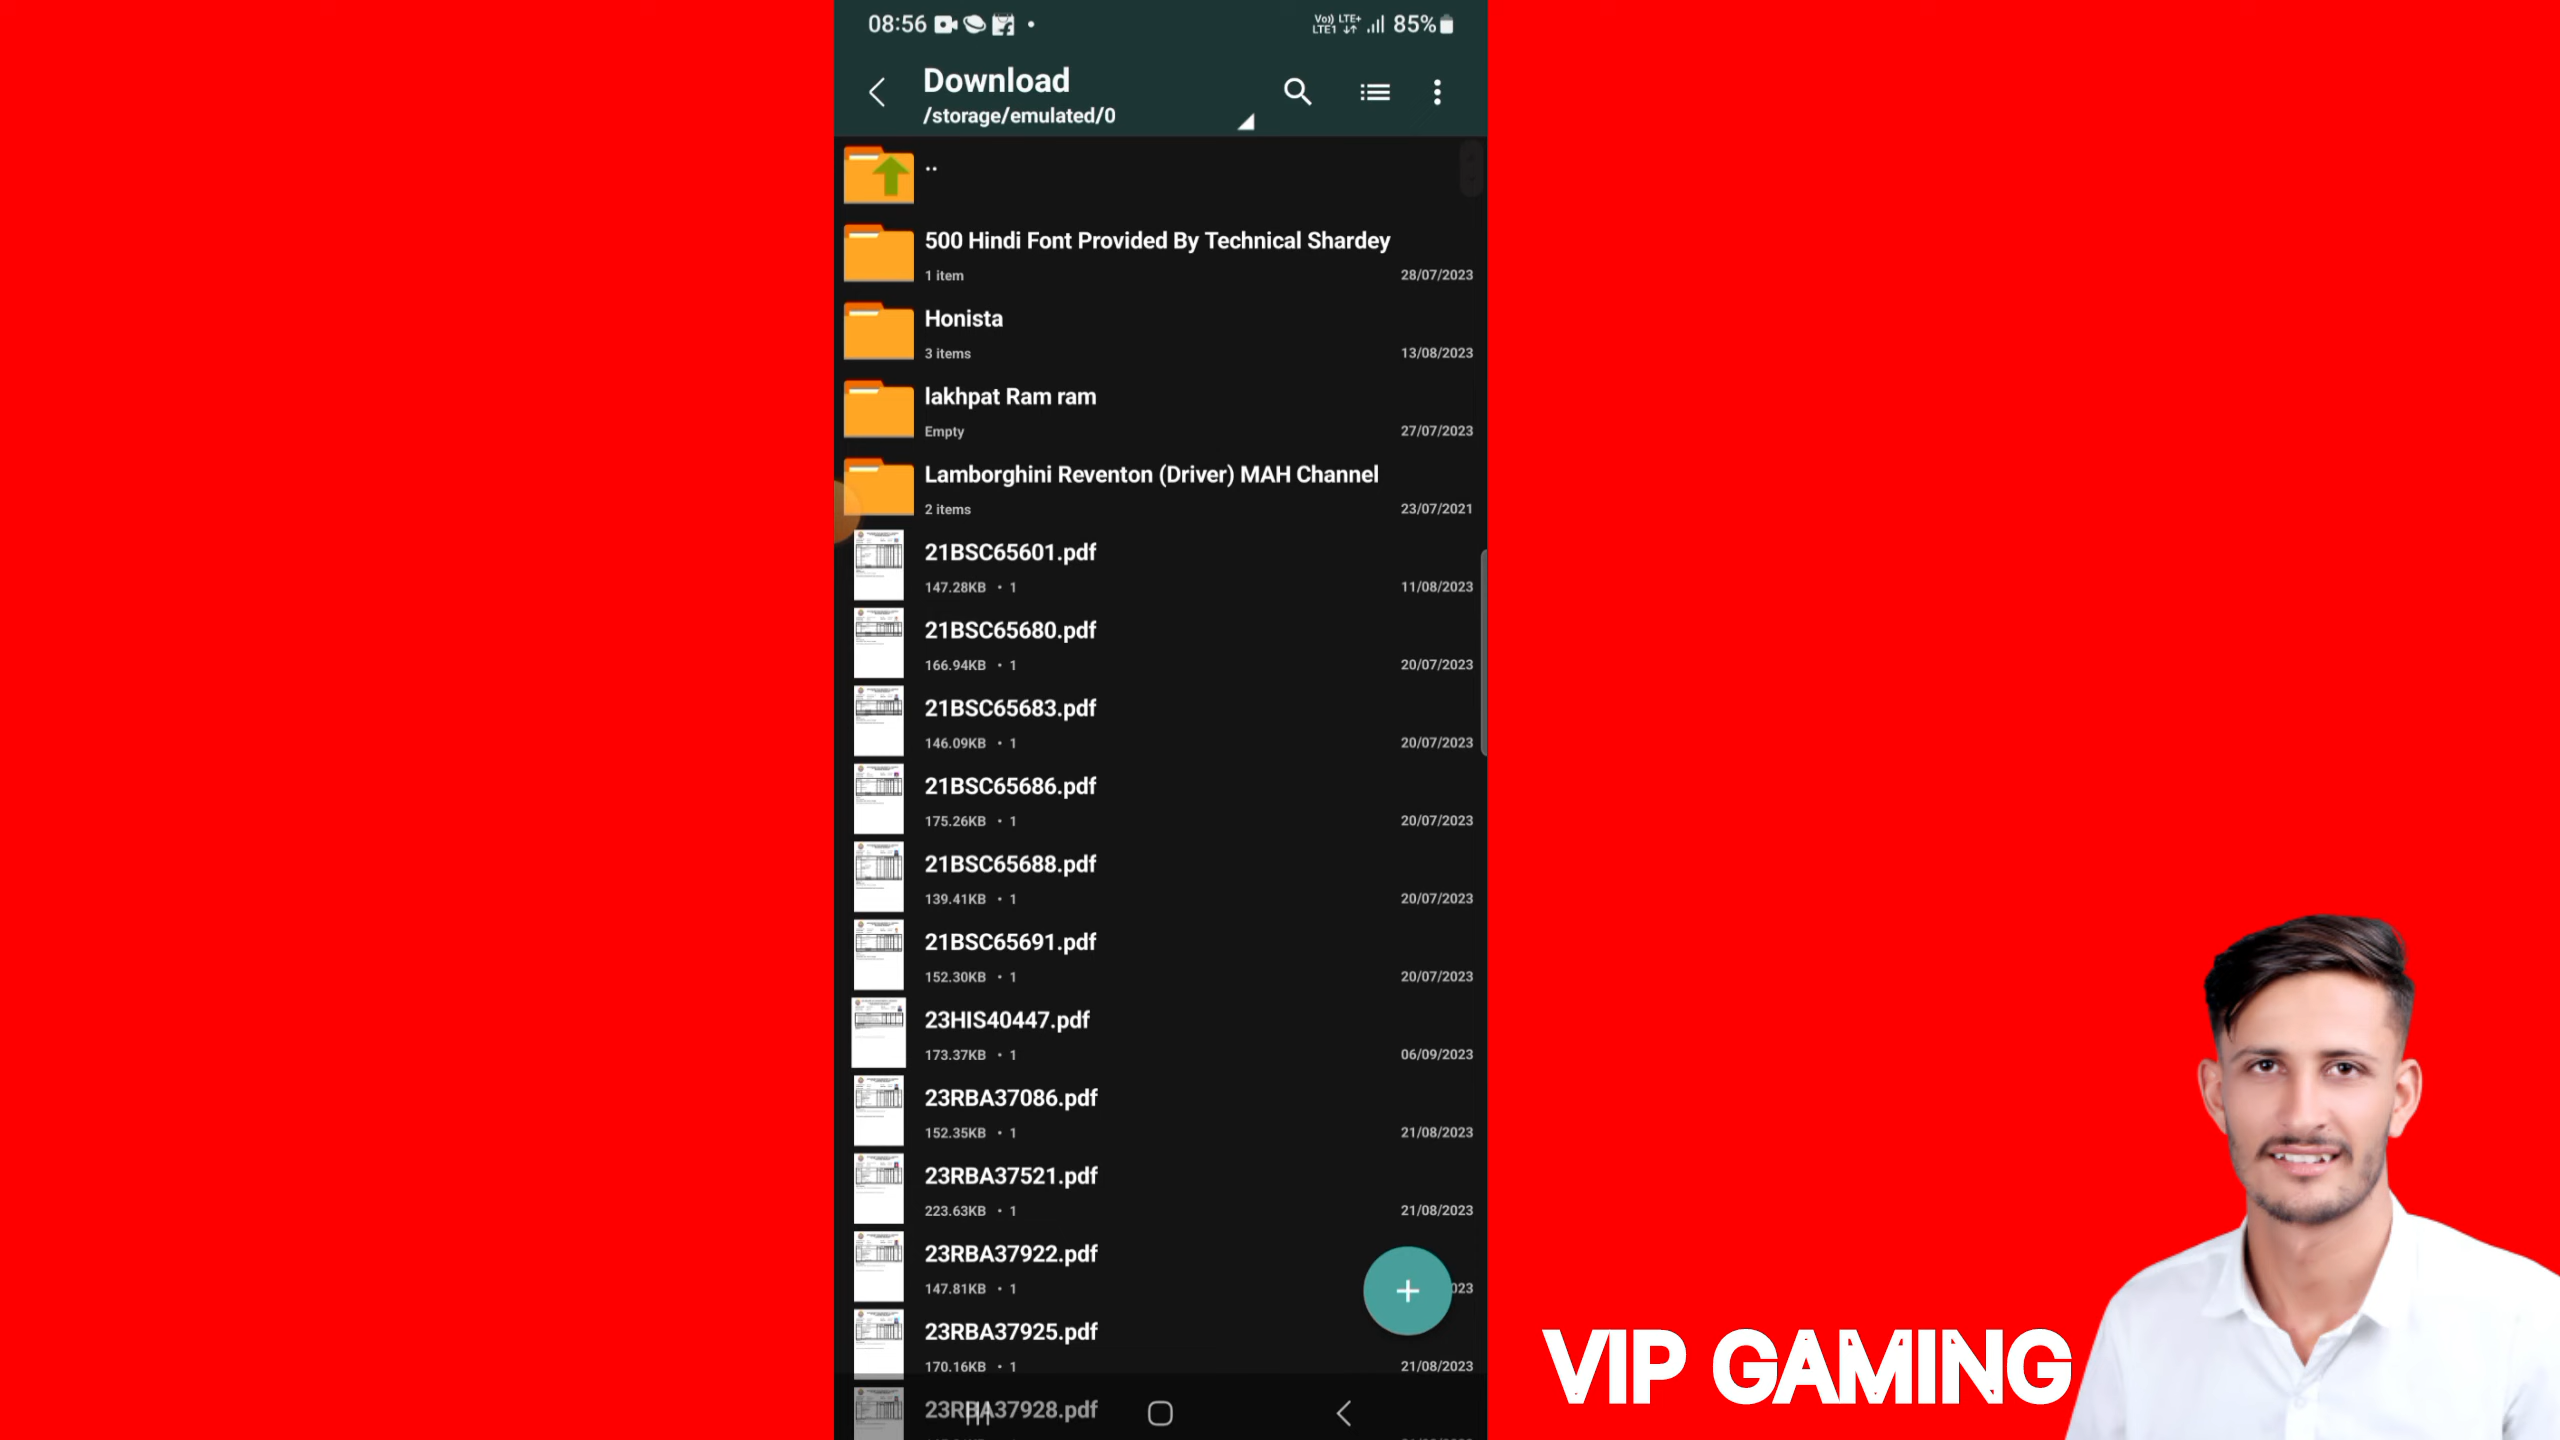 08:56
Vo)) LTE+
LTE1
85%
Download
/storage/emulated/0
..
500 Hindi Font Provided By Technical Shardey
1 item
28/07/2023
Honista
3 items
13/08/2023
lakhpat Ram ram
Empty
27/07/2023
Lamborghini Reventon (Driver) MAH Channel
2 items
23/07/2021
21BSC65601.pdf
147.28KB • 1
11/08/2023
21BSC65680.pdf
166.94KB • 1
20/07/2023
21BSC65683.pdf
146.09KB • 1
20/07/2023
21BSC65686.pdf
175.26KB • 1
20/07/2023
21BSC65688.pdf
139.41KB • 1
20/07/2023
21BSC65691.pdf
152.30KB • 1
20/07/2023
23HIS40447.pdf
173.37KB • 1
06/09/2023
23RBA37086.pdf
152.35KB • 1
21/08/2023
23RBA37521.pdf
223.63KB • 1
21/08/2023
23RBA37922.pdf
147.81KB • 1
023
23RBA37925.pdf
170.16KB • 1
21/08/2023
23RBA37928.pdf
VIP GAMING